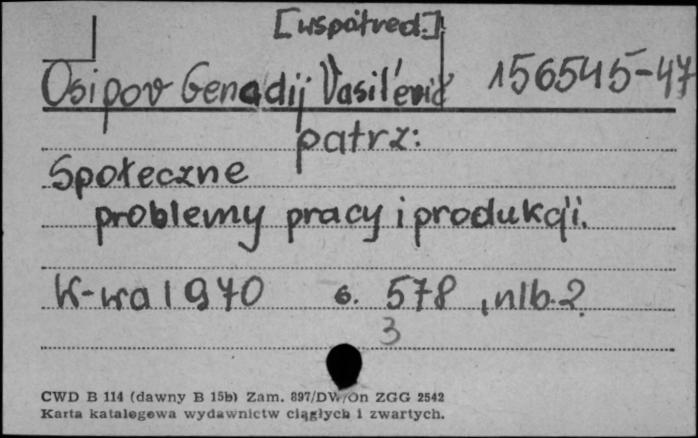 [współred.]
Osipov Genadij Vasil'evič 156545-47
patrz:
Społeczne
problemy pracy i produkcji.
W-wa 1970 s. 578, nlb. 2
3
CWD B 114 (dawny B 15b) Zam. 897/DW/On ZGG 2542
Karta katalogowa wydawnictw ciągłych i zwartych.